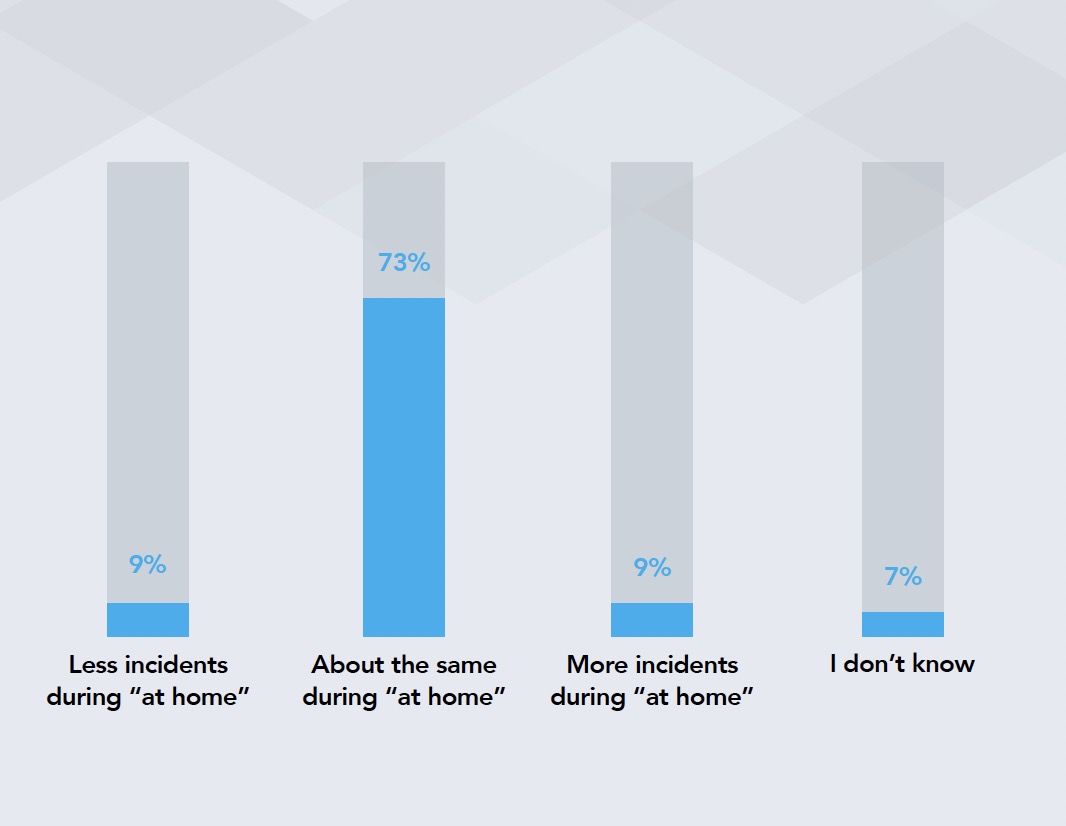 73%
9%
9%
7%
Less incidents
during “at home”
About the same
during “at home”
More incidents
during “at home”
I don’t know